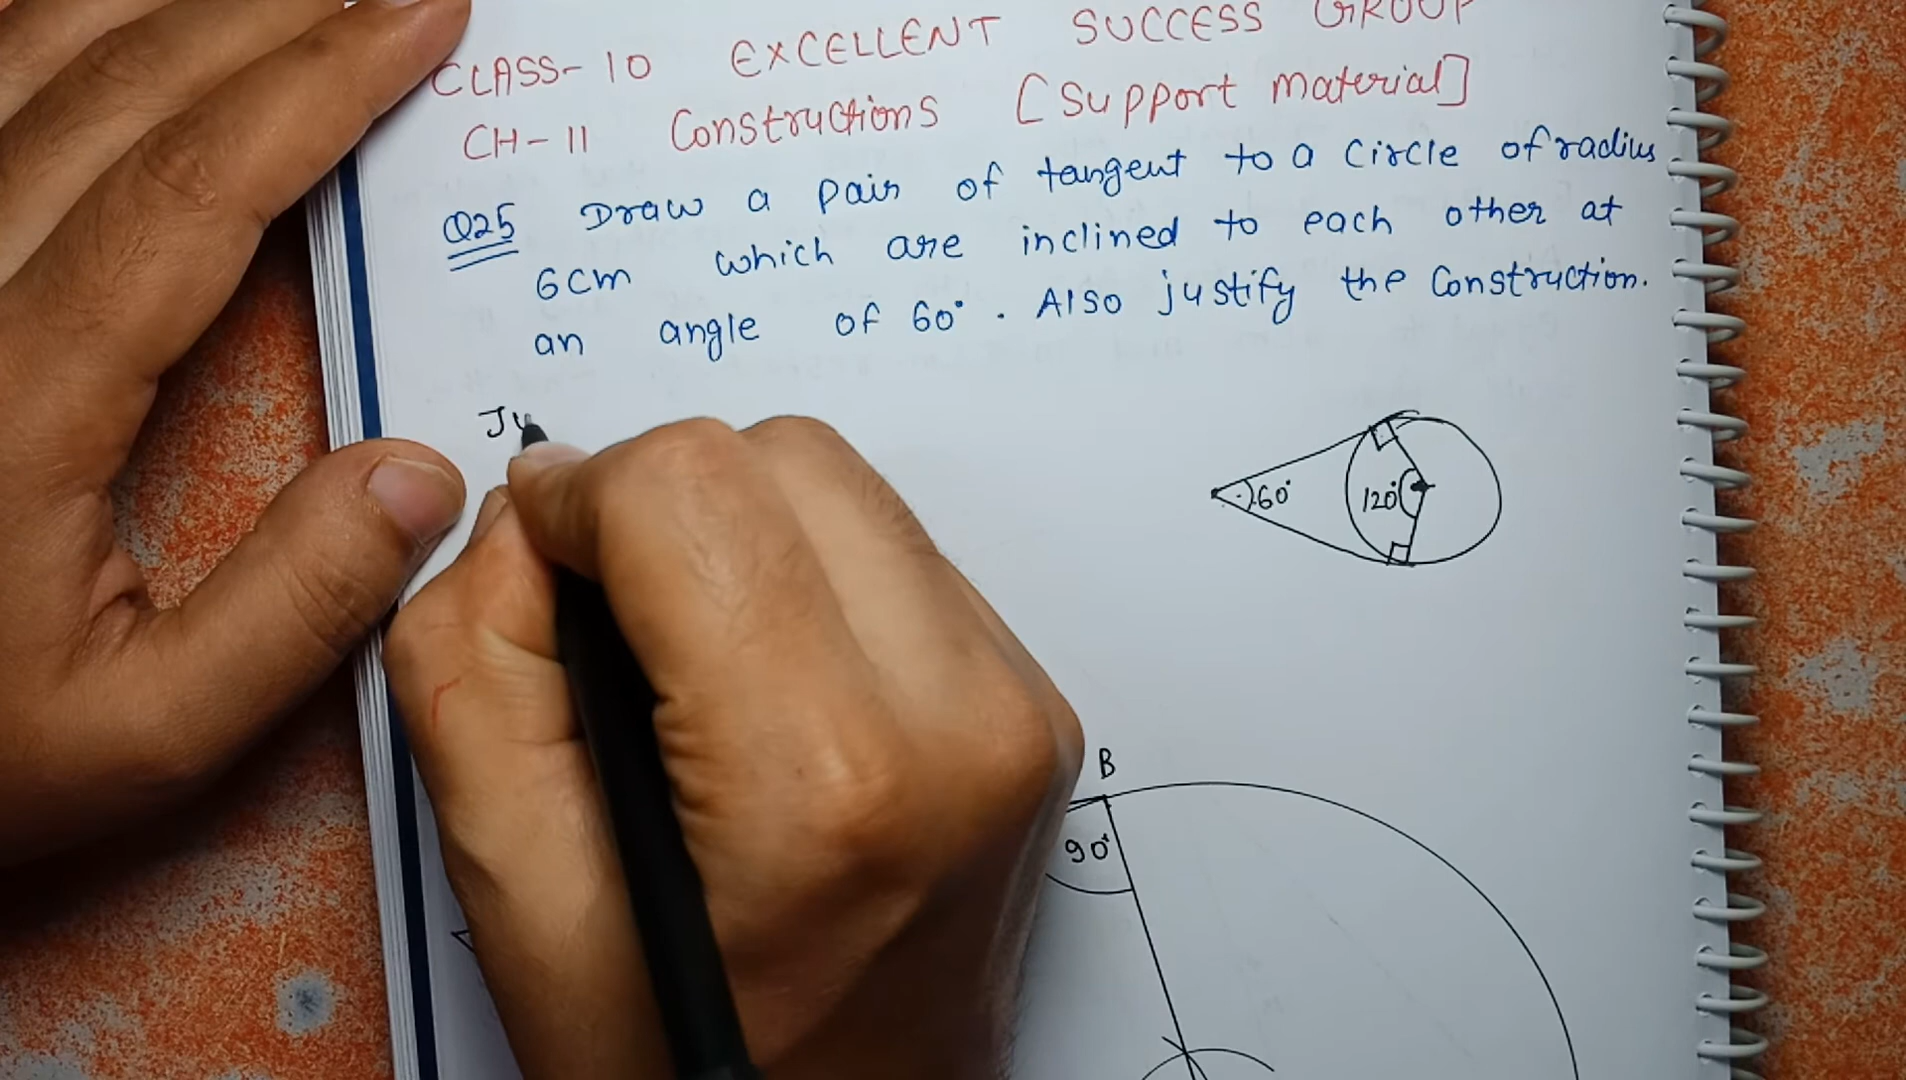 CLASS-10 EXCELLENT SUCCESS GROUP
CH-11 Constructions [Support material]
Q25 Draw a pair of tangent to a circle of radius
6cm which are inclined to each other at
an angle of 60°. Also justify the Construction.
Ju
60°
120°
B
90°